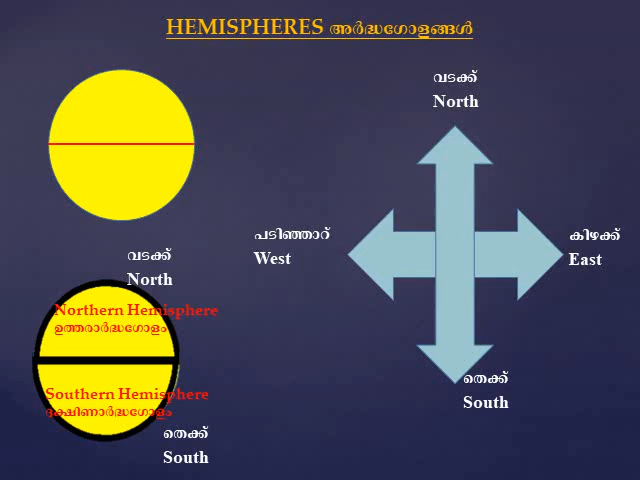 HEMISPHERES അർദ്ധഗോളങ്ങൾ
വടക്ക്
North
പടിഞ്ഞാറ്
West
കിഴക്ക്
East
തെക്ക്
South
വടക്ക്
North
Northern Hemisphere
ഉത്തരാർദ്ധഗോളം
Southern Hemisphere
ദക്ഷിണാർദ്ധഗോളം
തെക്ക്
South